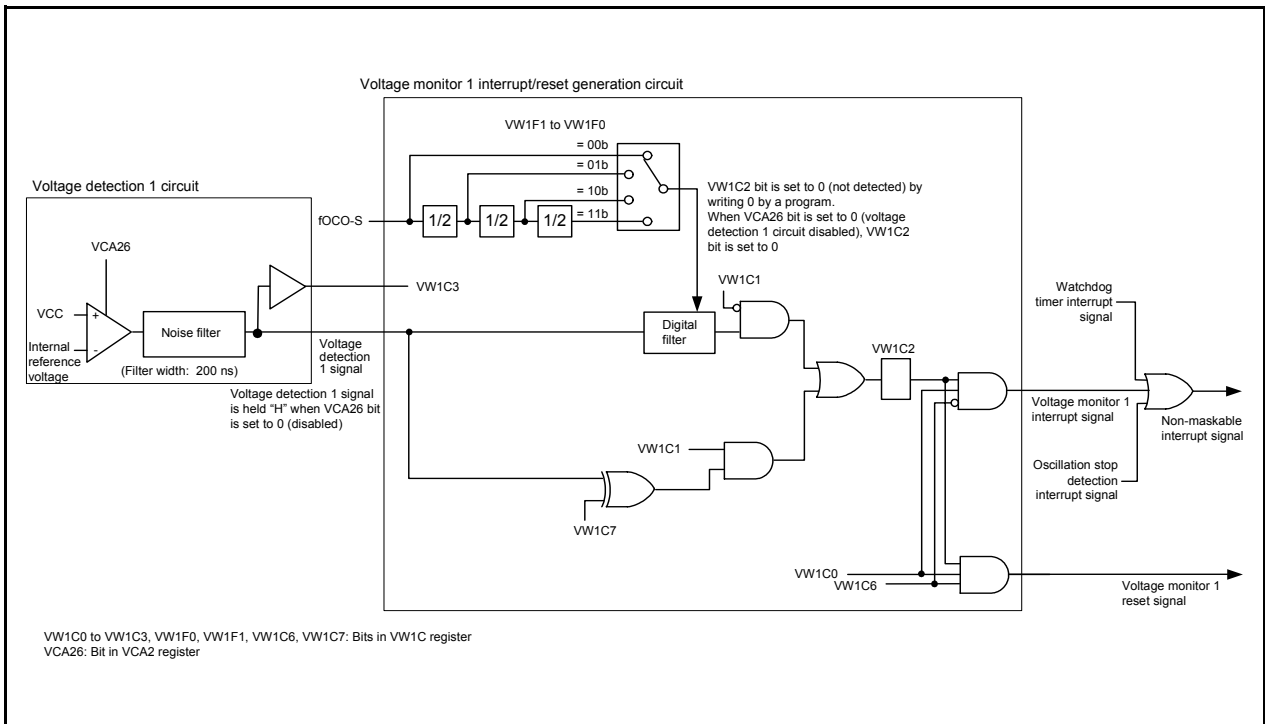 Voltage monitor 1 interrupt/reset generation circuit
VW1F1 to VW1F0
= 00b
= 01b
= 10b
= 11b
fOCO-S
1/2
1/2
1/2
VW1C2 bit is set to 0 (not detected) by
writing 0 by a program.
When VCA26 bit is set to 0 (voltage
detection 1 circuit disabled), VW1C2
bit is set to 0
Voltage detection 1 circuit
VCA26
VCC
+
-
Internal
reference
voltage
Noise filter
(Filter width: 200 ns)
VW1C3
Voltage
detection
1 signal
Voltage detection 1 signal
is held “H” when VCA26 bit
is set to 0 (disabled)
Digital
filter
VW1C1
VW1C2
VW1C1
VW1C7
VW1C0
VW1C6
Watchdog
timer interrupt
signal
Voltage monitor 1
interrupt signal
Non-maskable
interrupt signal
Oscillation stop
detection
interrupt signal
Voltage monitor 1
reset signal
VW1C0 to VW1C3, VW1F0, VW1F1, VW1C6, VW1C7: Bits in VW1C register
VCA26: Bit in VCA2 register